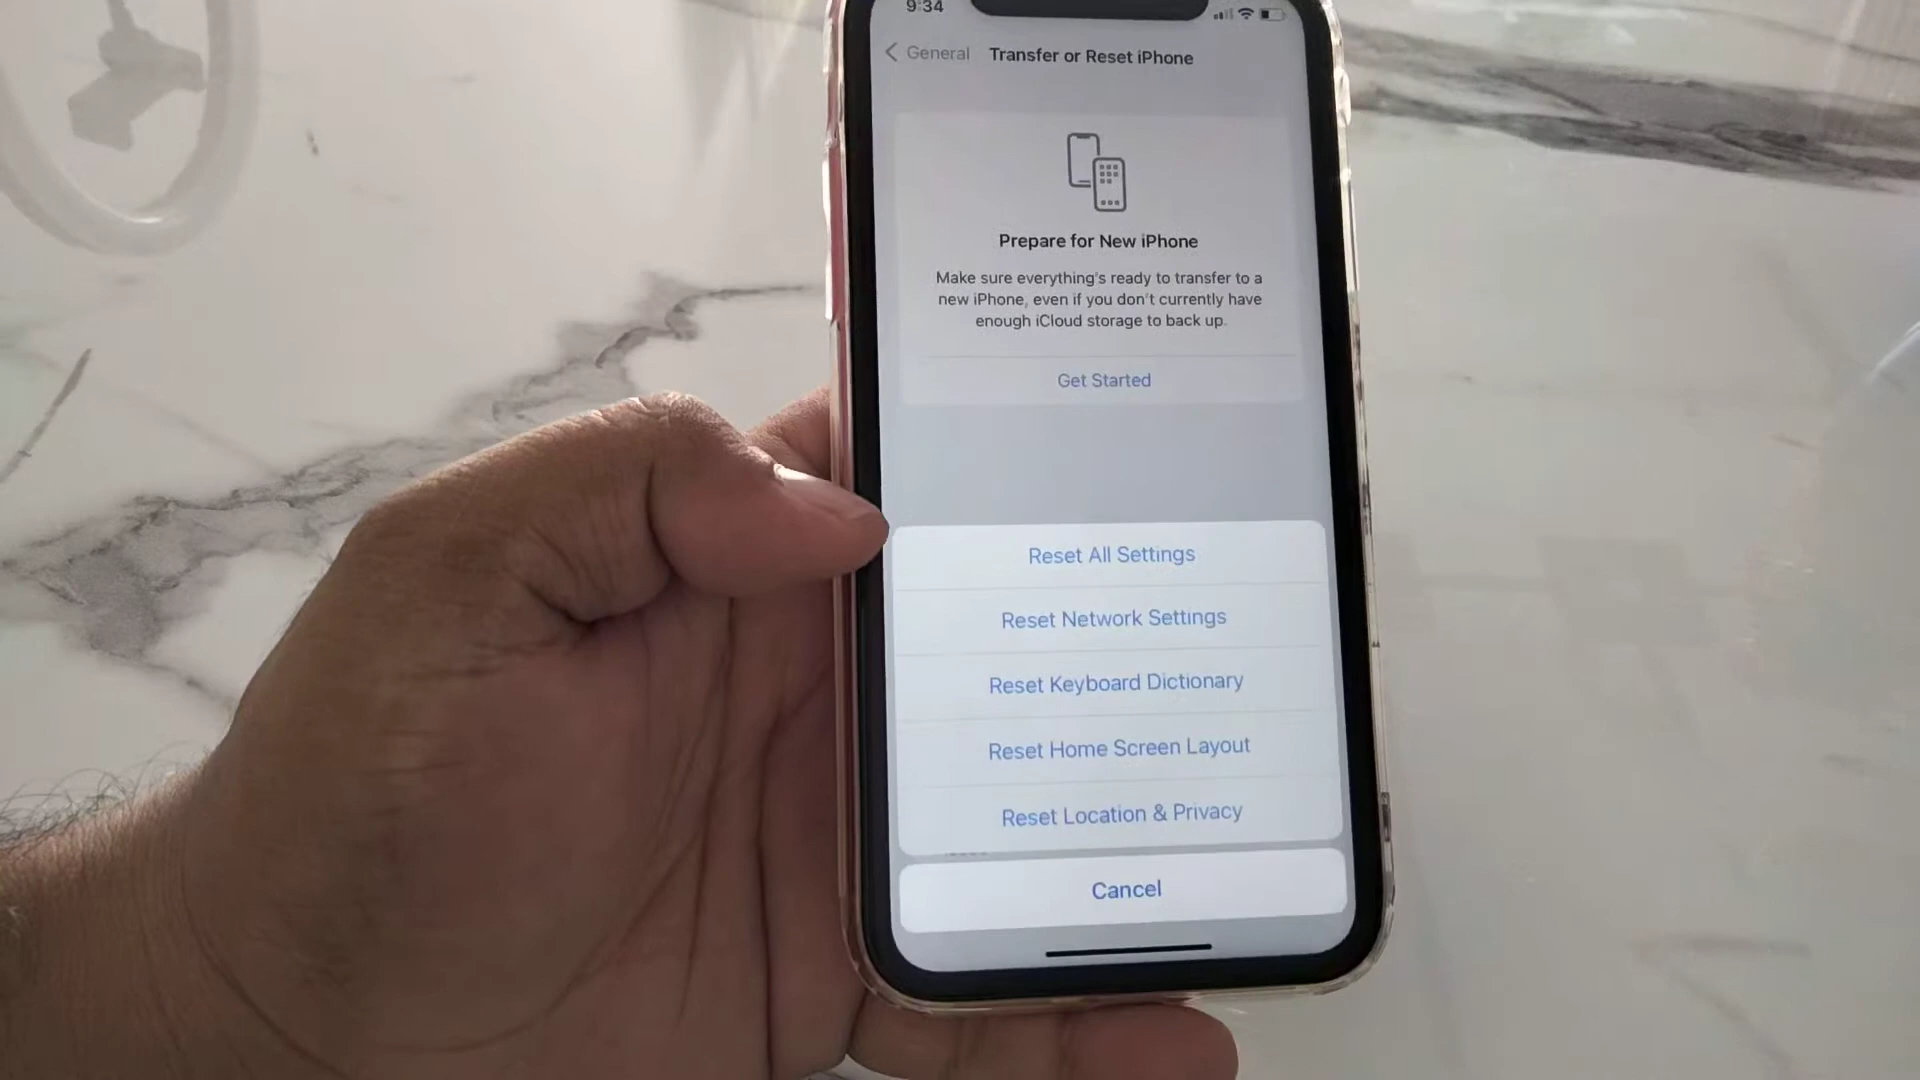 9:34
General Transfer or Reset iPhone
Prepare for New iPhone
Make sure everything's ready to transfer to a
new iPhone, even if you don't currently have
enough iCloud storage to back up.
Get Started
Reset All Settings
Reset Network Settings
Reset Keyboard Dictionary
Reset Home Screen Layout
Reset Location & Privacy
Cancel